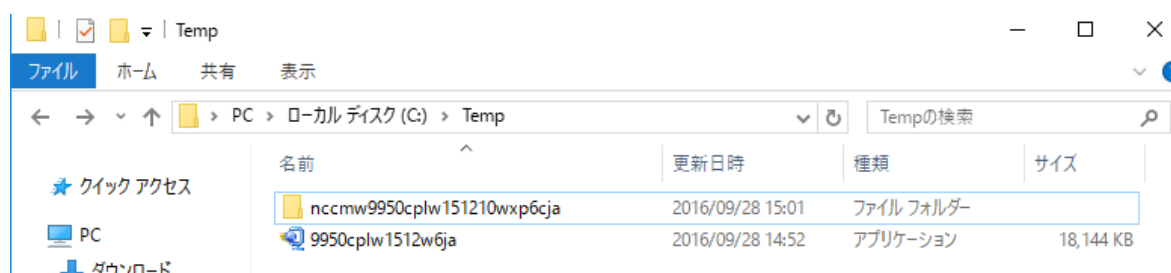 Temp
ファイル ホーム 共有 表示
PC > ローカル ディスク (C:) > Temp Tempの検索
名前 更新日時 種類 サイズ
クイック アクセス
nccmw9950cplw151210wxp6cja 2016/09/28 15:01 ファイル フォルダー
PC
9950cplw1512w6ja 2016/09/28 14:52 アプリケーション 18,144 KB
ダウンロード